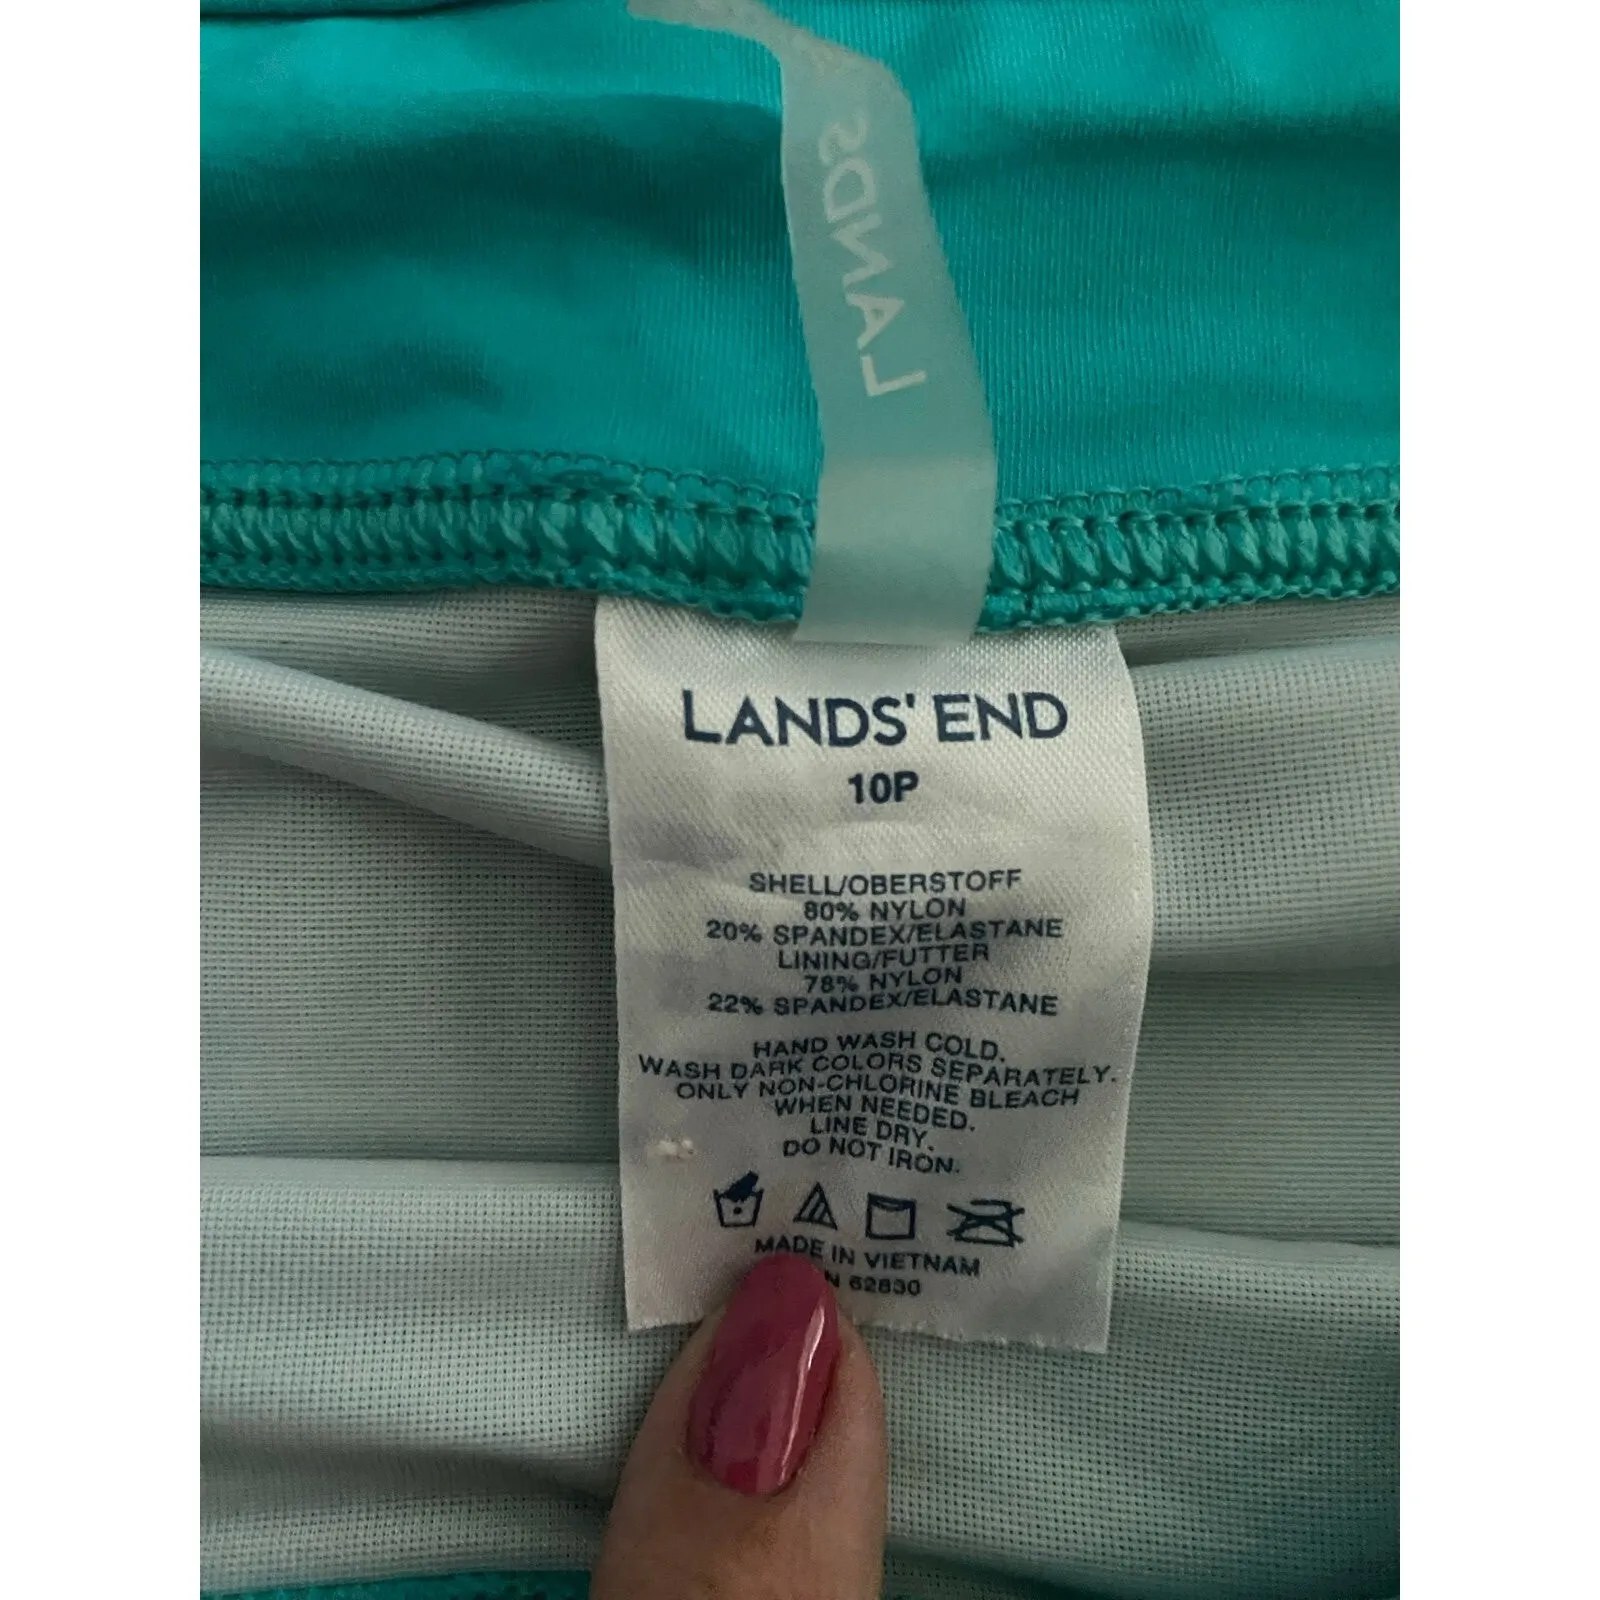 LANDS
LANDS' END
10P
SHELL/OBERSTOFF
80% NYLON
20% SPANDEX/ELASTANE
LINING/FUTTER
78% NYLON
22% SPANDEX/ELASTANE
HAND WASH COLD.
WASH DARK COLORS SEPARATELY.
ONLY NON-CHLORINE BLEACH
WHEN NEEDED.
LINE DRY.
DO NOT IRON.
MADE IN VIETNAM
N 62830